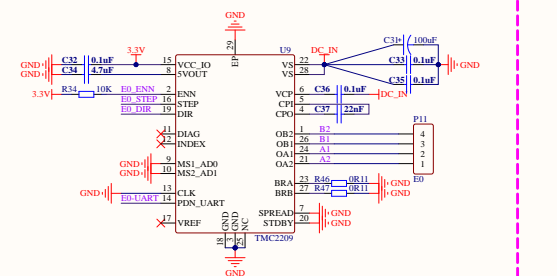 GND
29
EP
U9
3.3V
GND C32 0.1uF 15 VCC_IO
GND C34 4.7uF 8 5VOUT
3.3V R34 10K E0_ENN 2 ENN
E0_STEP 16 STEP
E0_DIR 19 DIR
11 DIAG
12 INDEX
GND 9 MS1_AD0
GND 10 MS2_AD1
GND 13 CLK
E0-UART 14 PDN_UART
17 VREF
GND
GND
NC
18
3
25
GND
TMC2209
DC_IN
C31 + 100uF
VS 22 C33 0.1uF GND
VS 28 C35 0.1uF
VCP 6 C36 0.1uF DC_IN
CPI 5
CPO 4 C37 22nF
P11
OB2 1 B2 4
OB1 26 B1 3
OA1 24 A1 2
OA2 21 A2 1
E0
BRA 23 R46 0R11 GND
BRB 27 R47 0R11 GND
SPREAD 7 GND
STDBY 20 GND